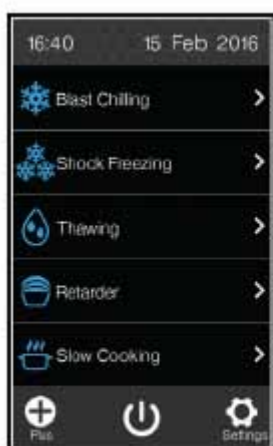 16:40 15 Feb 2016
Blast Chilling
Shock Freezing
Thawing
Retarder
Slow Cooking
Plus Settings